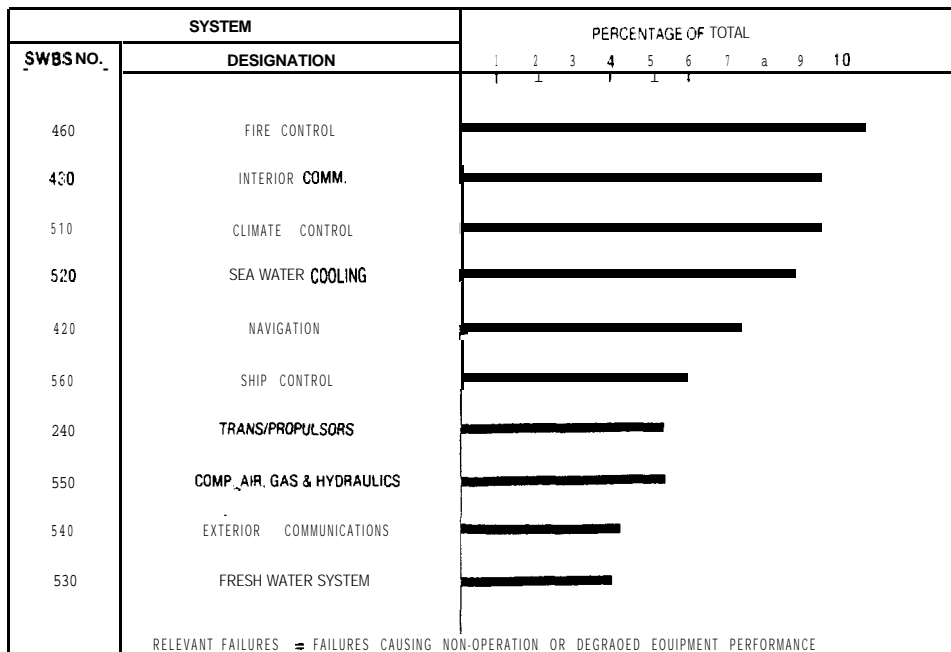 SYSTEM
PERCENTAGE OF TOTAL
SWBS NO. DESIGNATION
1 2 3 4 5 6 7 a 9 10
460 FIRE CONTROL
430 INTERIOR COMM.
510 CLIMATE CONTROL
520 SEA WATER COOLING
420 NAVIGATION
560 SHIP CONTROL
240 TRANS/PROPULSORS
550 COMP. AIR, GAS & HYDRAULICS
540 EXTERIOR COMMUNICATIONS
530 FRESH WATER SYSTEM
RELEVANT FAILURES = FAILURES CAUSING NON-OPERATION OR DEGRAOED EQUIPMENT PERFORMANCE